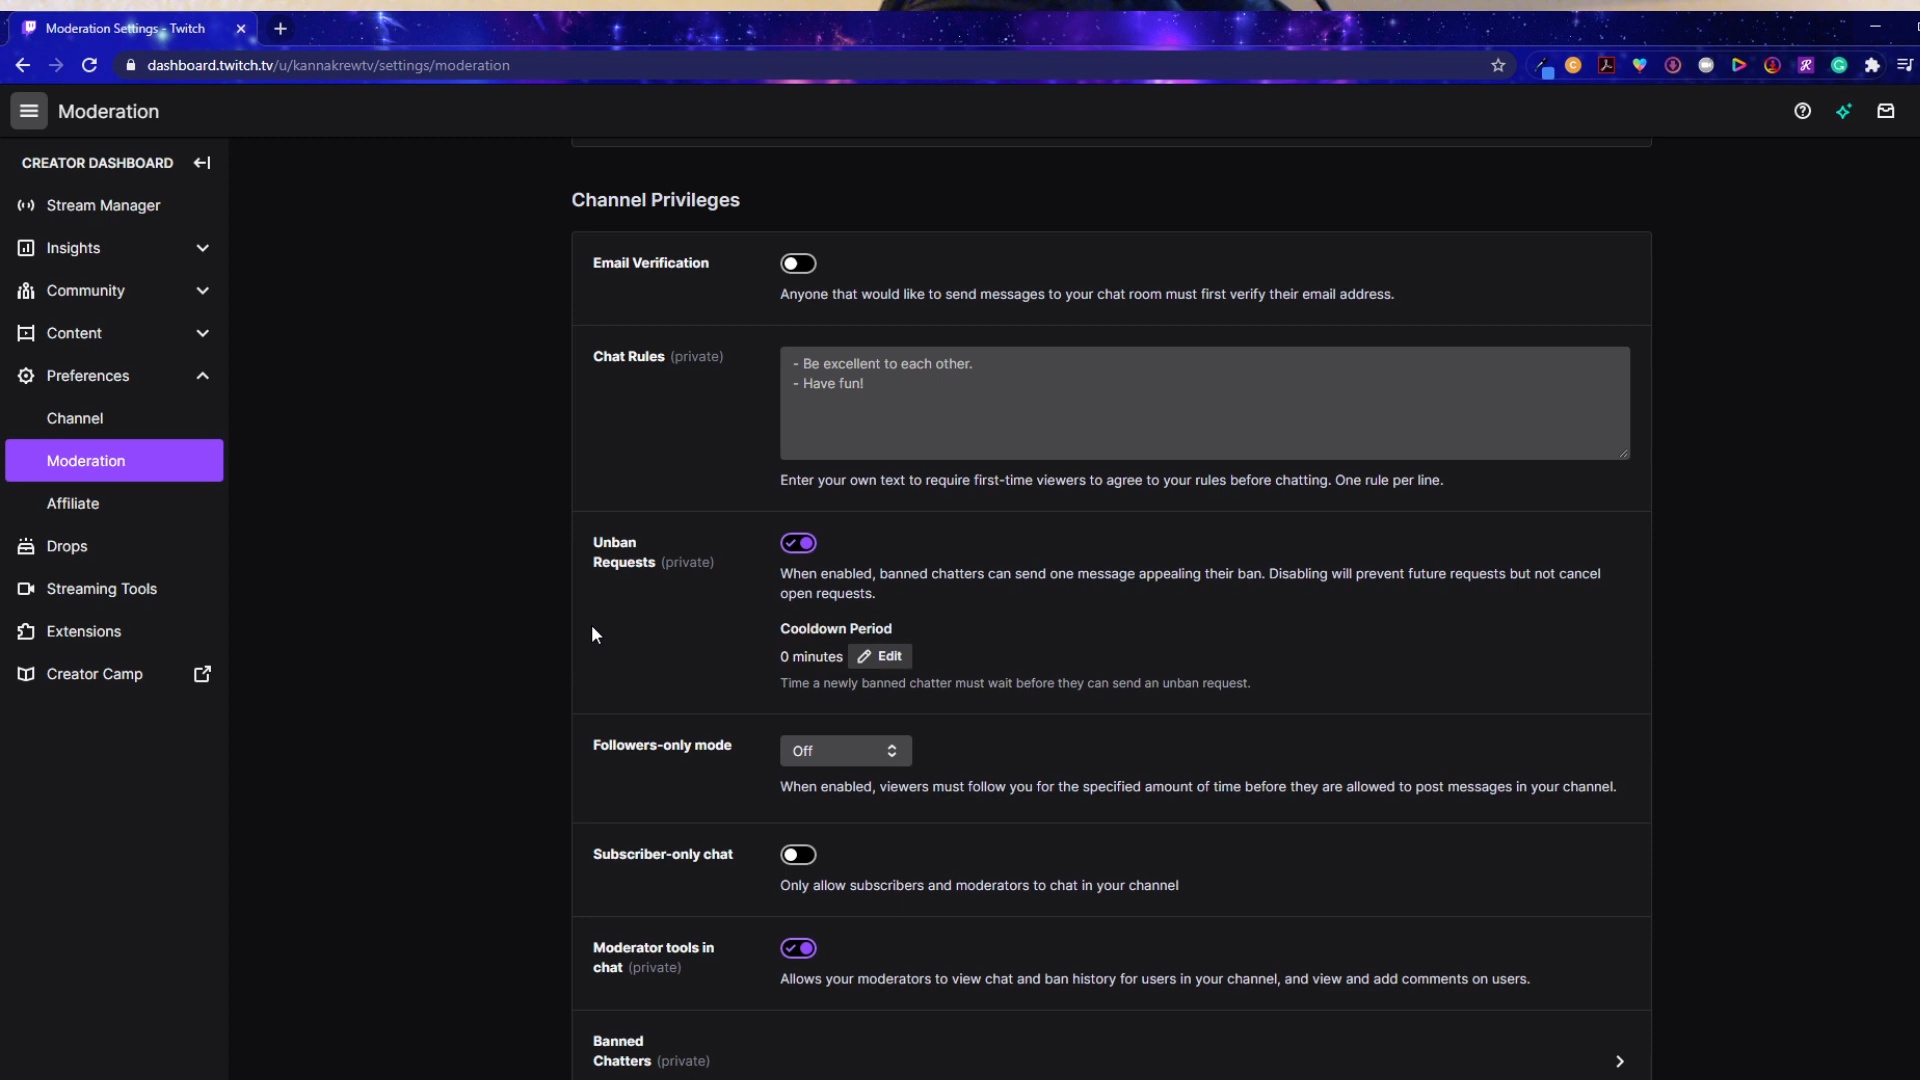 Moderation Settings - Twitch
dashboard.twitch.tv/u/kannakrewtv/settings/moderation
Moderation
CREATOR DASHBOARD
Stream Manager
Insights
Community
Content
Preferences
Channel
Moderation
Affiliate
Drops
Streaming Tools
Extensions
Creator Camp
Channel Privileges
Email Verification
Anyone that would like to send messages to your chat room must first verify their email address.
Chat Rules (private)
- Be excellent to each other.
- Have fun!
Enter your own text to require first-time viewers to agree to your rules before chatting. One rule per line.
Unban
Requests (private)
When enabled, banned chatters can send one message appealing their ban. Disabling will prevent future requests but not cancel
open requests.
Cooldown Period
0 minutes Edit
Time a newly banned chatter must wait before they can send an unban request.
Followers-only mode
Off
When enabled, viewers must follow you for the specified amount of time before they are allowed to post messages in your channel.
Subscriber-only chat
Only allow subscribers and moderators to chat in your channel
Moderator tools in
chat (private)
Allows your moderators to view chat and ban history for users in your channel, and view and add comments on users.
Banned
Chatters (private)